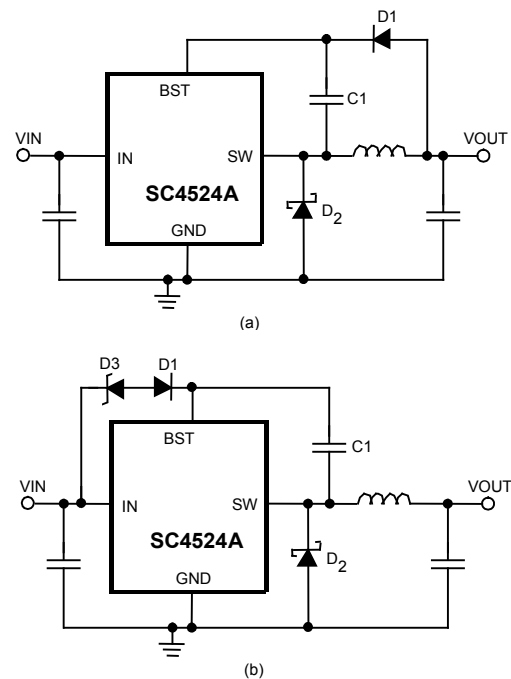 D1
BST
C1
VIN
IN
SW
VOUT
SC4524A
D2
GND
(a)
D3
D1
BST
C1
VIN
IN
SW
VOUT
SC4524A
D2
GND
(b)